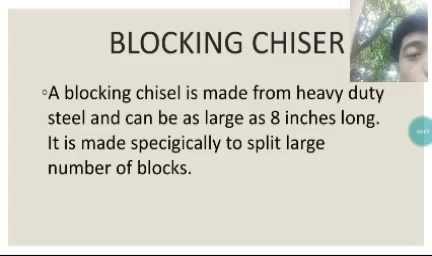 BLOCKING CHISER
◦A blocking chisel is made from heavy duty
steel and can be as large as 8 inches long.
It is made specigically to split large
number of blocks.